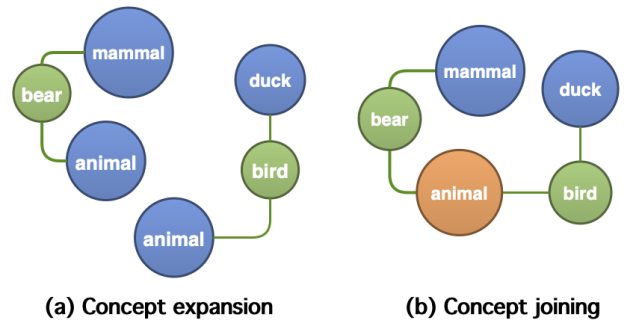 mammal
bear
animal
duck
bird
animal
(a) Concept expansion
mammal
bear
animal
duck
bird
(b) Concept joining